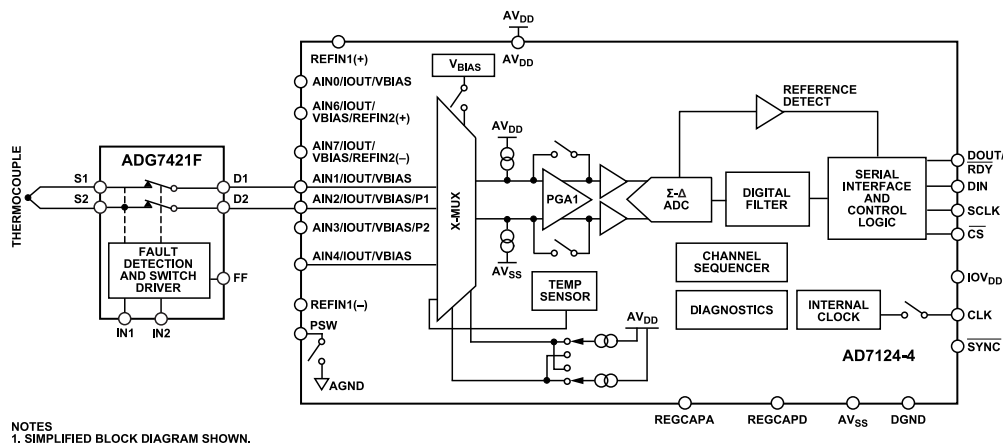 AVDD
REFIN1(+)
AVDD
VBIAS
REFERENCE
DETECT
AIN0/IOUT/VBIAS
AIN6/IOUT/
VBIAS/REFIN2(+)
AIN7/IOUT/
VBIAS/REFIN2(–)
AIN1/IOUT/VBIAS
AIN2/IOUT/VBIAS/P1
AIN3/IOUT/VBIAS/P2
AIN4/IOUT/VBIAS
REFIN1(–)
PSW
AGND
THERMOCOUPLE
ADG7421F
S1
S2
D1
D2
FAULT
DETECTION
AND SWITCH
DRIVER
FF
IN1
IN2
X-MUX
AVDD
AVSS
PGA1
Σ-Δ
ADC
DIGITAL
FILTER
SERIAL
INTERFACE
AND
CONTROL
LOGIC
TEMP
SENSOR
CHANNEL
SEQUENCER
DIAGNOSTICS
INTERNAL
CLOCK
AVDD
AD7124-4
DOUT/
RDY
DIN
SCLK
CS
IOVDD
CLK
SYNC
REGCAPA
REGCAPD
AVSS
DGND
NOTES
1. SIMPLIFIED BLOCK DIAGRAM SHOWN.